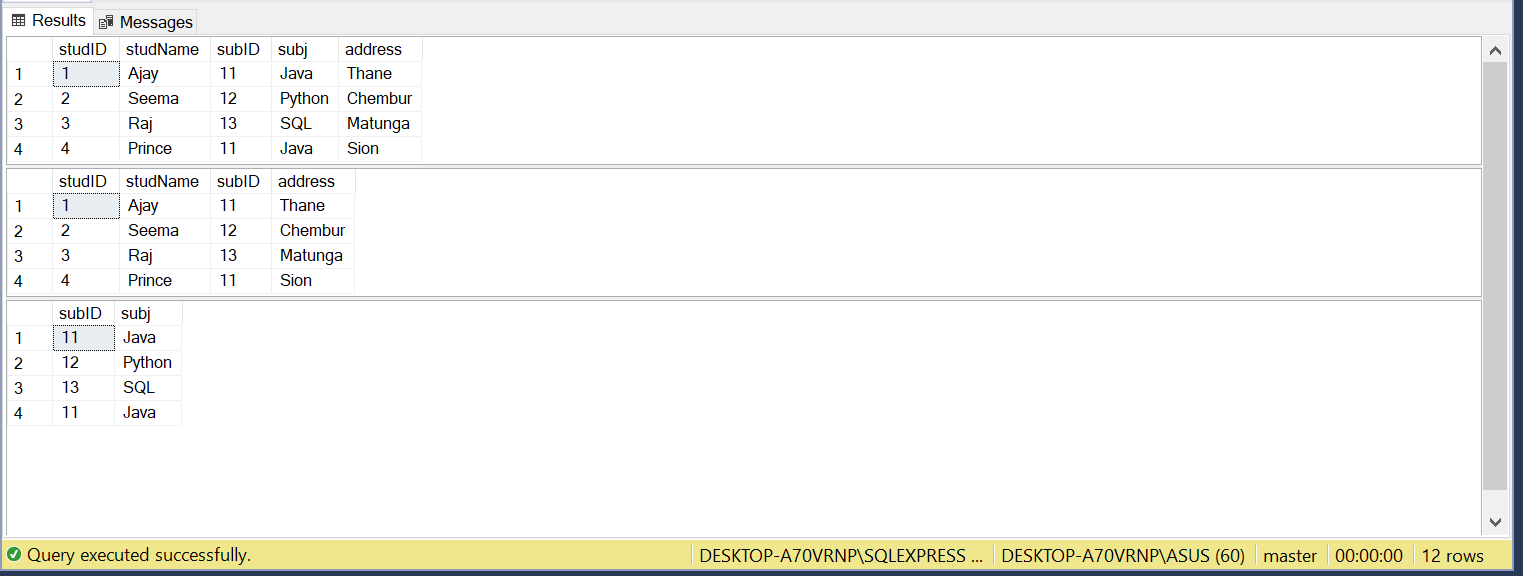 Results Messages
studID studName subID subj address
1 1 Ajay 11 Java Thane
2 2 Seema 12 Python Chembur
3 3 Raj 13 SQL Matunga
4 4 Prince 11 Java Sion
studID studName subID address
1 1 Ajay 11 Thane
2 2 Seema 12 Chembur
3 3 Raj 13 Matunga
4 4 Prince 11 Sion
subID subj
1 11 Java
2 12 Python
3 13 SQL
4 11 Java
Query executed successfully. DESKTOP-A70VRNP\SQLEXPRESS ... DESKTOP-A70VRNP\ASUS (60) master 00:00:00 12 rows